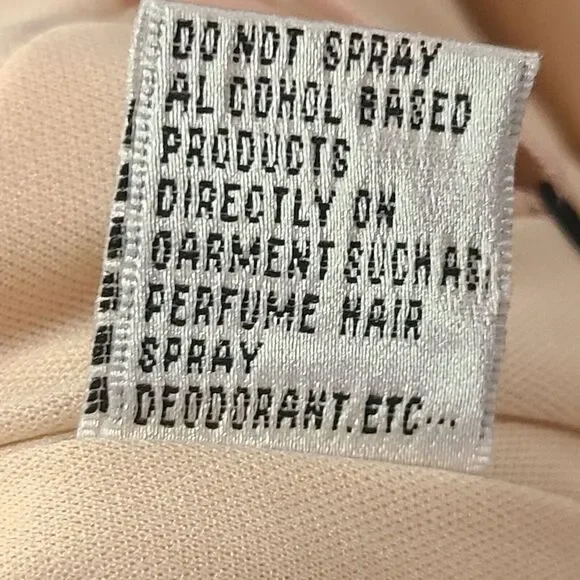 DO NOT SPRAY
ALCOHOL BASED
PRODUCTS
DIRECTLY ON
GARMENT SUCH AS
PERFUME HAIR
SPRAY
DEODORANT.ETC...